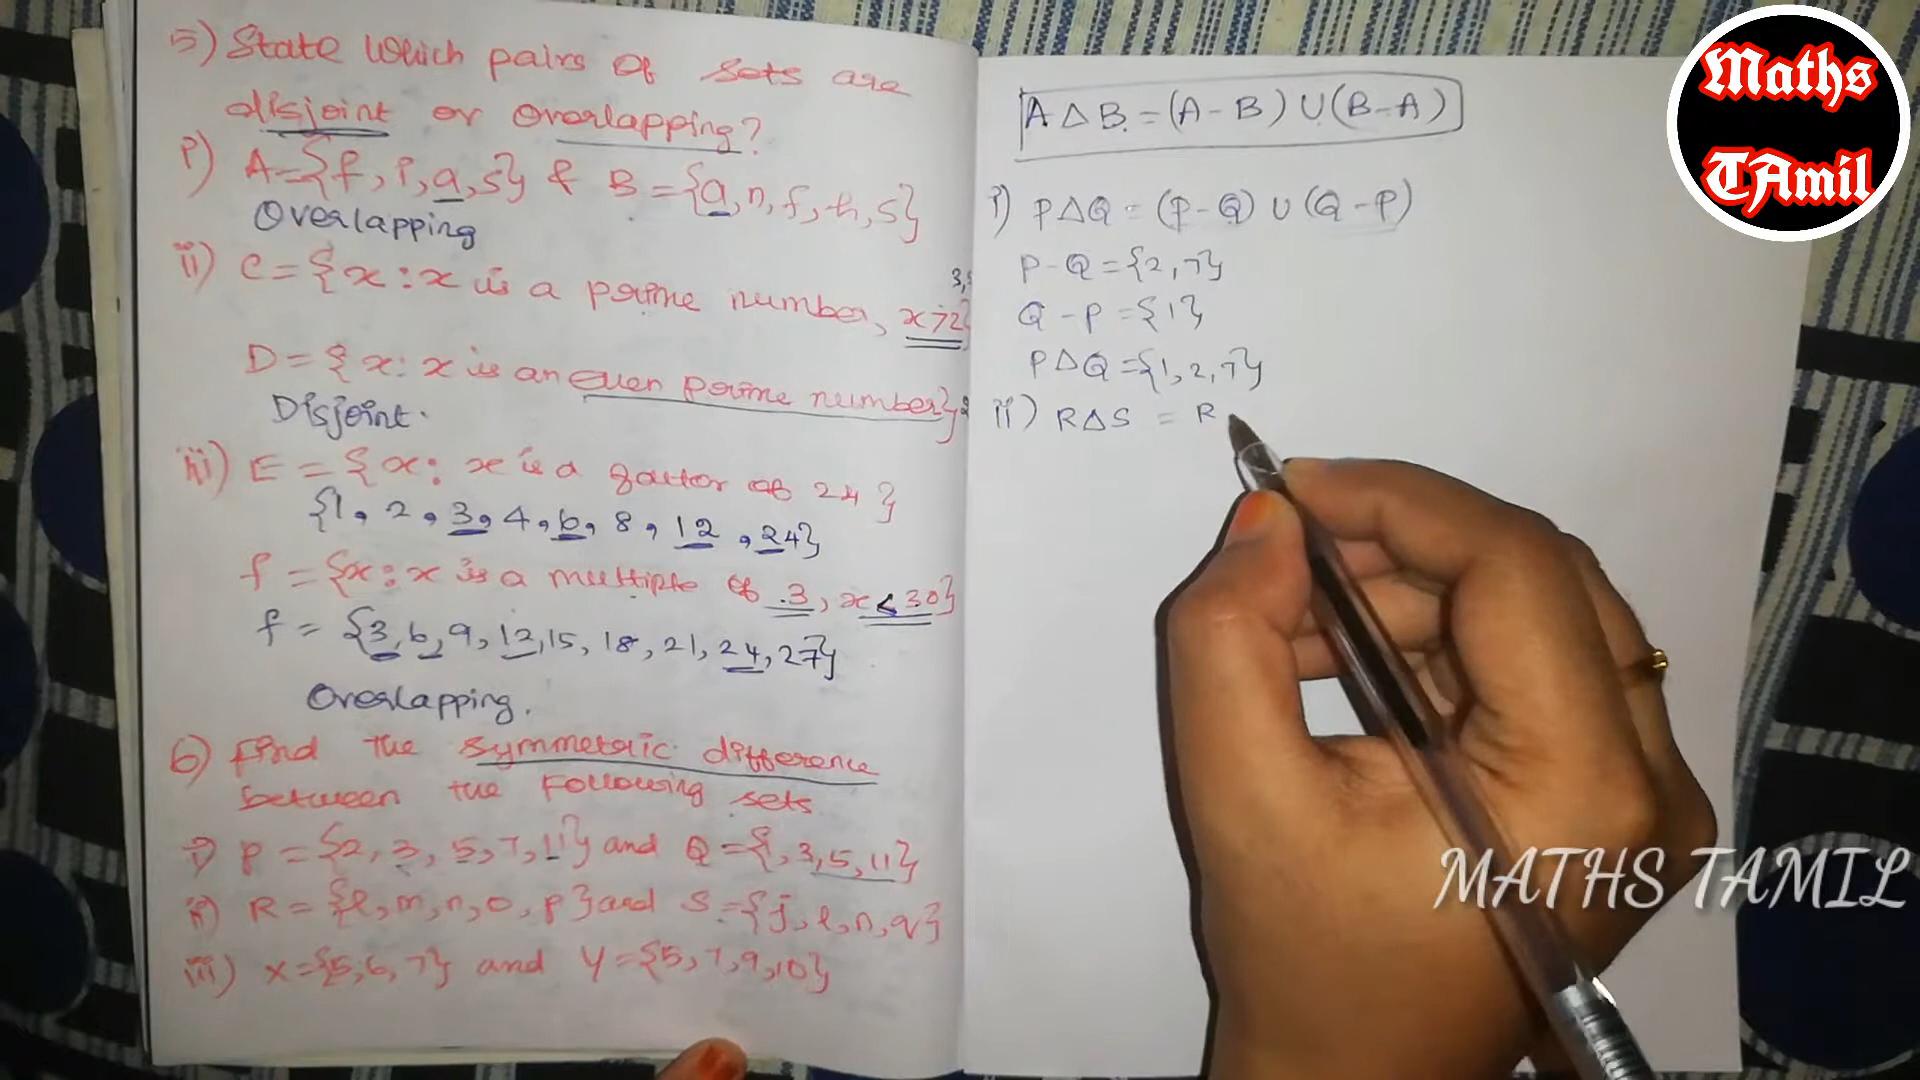 5) State which pairs of sets are
disjoint or overlapping?
i) A={f, i, a, s} & B = {a, n, f, h, s}
Overlapping
ii) C = {x : x is a prime number, x>2}
3,
D = {x : x is an even prime number}
Disjoint.
iii) E = {x : x is a factor of 24}
{1, 2, 3, 4, 6, 8, 12, 24}
f = {x : x is a multiple of 3, x < 30}
f = {3, 6, 9, 12, 15, 18, 21, 24, 27}
Overlapping.
6) Find the symmetric difference
between the following sets
i) P = {2, 3, 5, 7, 11} and Q = {1, 3, 5, 11}
ii) R = {l, m, n, o, p} and S = {j, l, n, q}
iii) X = {5, 6, 7} and Y = {5, 7, 9, 10}
A Δ B = (A - B) ∪ (B - A)
i) P Δ Q = (P - Q) ∪ (Q - P)
P - Q = {2, 7}
Q - P = {1}
P Δ Q = {1, 2, 7}
ii) R Δ S = R
Maths
TAmil
MATHS TAMIL